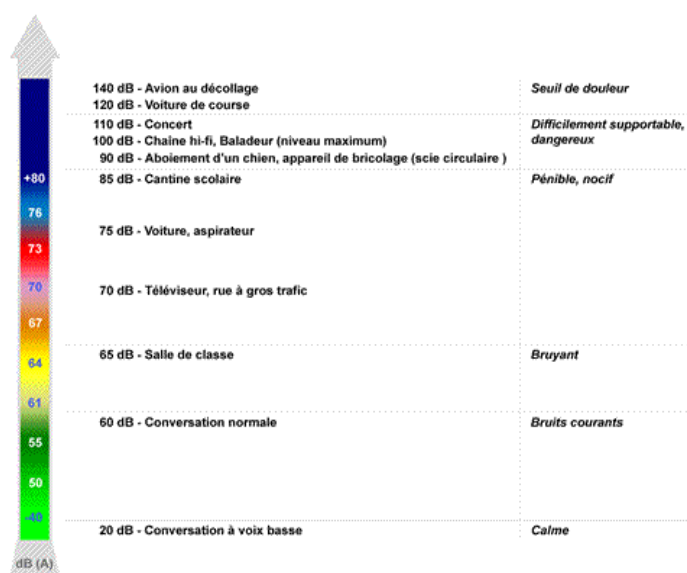 140 dB - Avion au décollage
Seuil de douleur
120 dB - Voiture de course
110 dB - Concert
Difficilement supportable,
dangereux
100 dB - Chaine hi-fi, Baladeur (niveau maximum)
90 dB - Aboiement d'un chien, appareil de bricolage (scie circulaire )
+80
85 dB - Cantine scolaire
Pénible, nocif
76
75 dB - Voiture, aspirateur
73
70
70 dB - Téléviseur, rue à gros trafic
67
65 dB - Salle de classe
Bruyant
64
61
60 dB - Conversation normale
Bruits courants
55
50
-40
20 dB - Conversation à voix basse
Calme
dB (A)